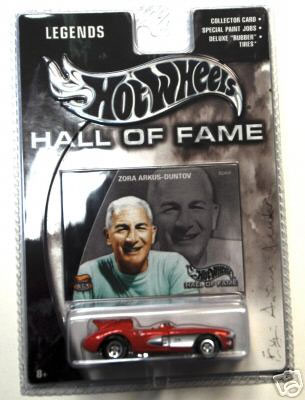 LEGENDS
COLLECTOR CARD •
SPECIAL PAINT JOBS •
DELUXE "RUBBER" •
TIRES
Hot Wheels
HALL OF FAME
ZORA ARKUS-DUNTOV
Hot Wheels
HALL OF FAME
8+